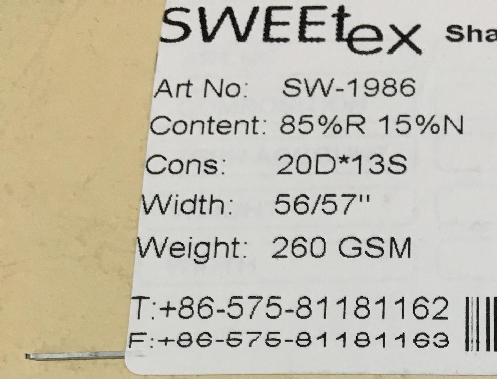 SWEEtex Sha
Art No: SW-1986
Content: 85%R 15%N
Cons: 20D*13S
Width: 56/57"
Weight: 260 GSM
T:+86-575-81181162
F:+86-575-81181163